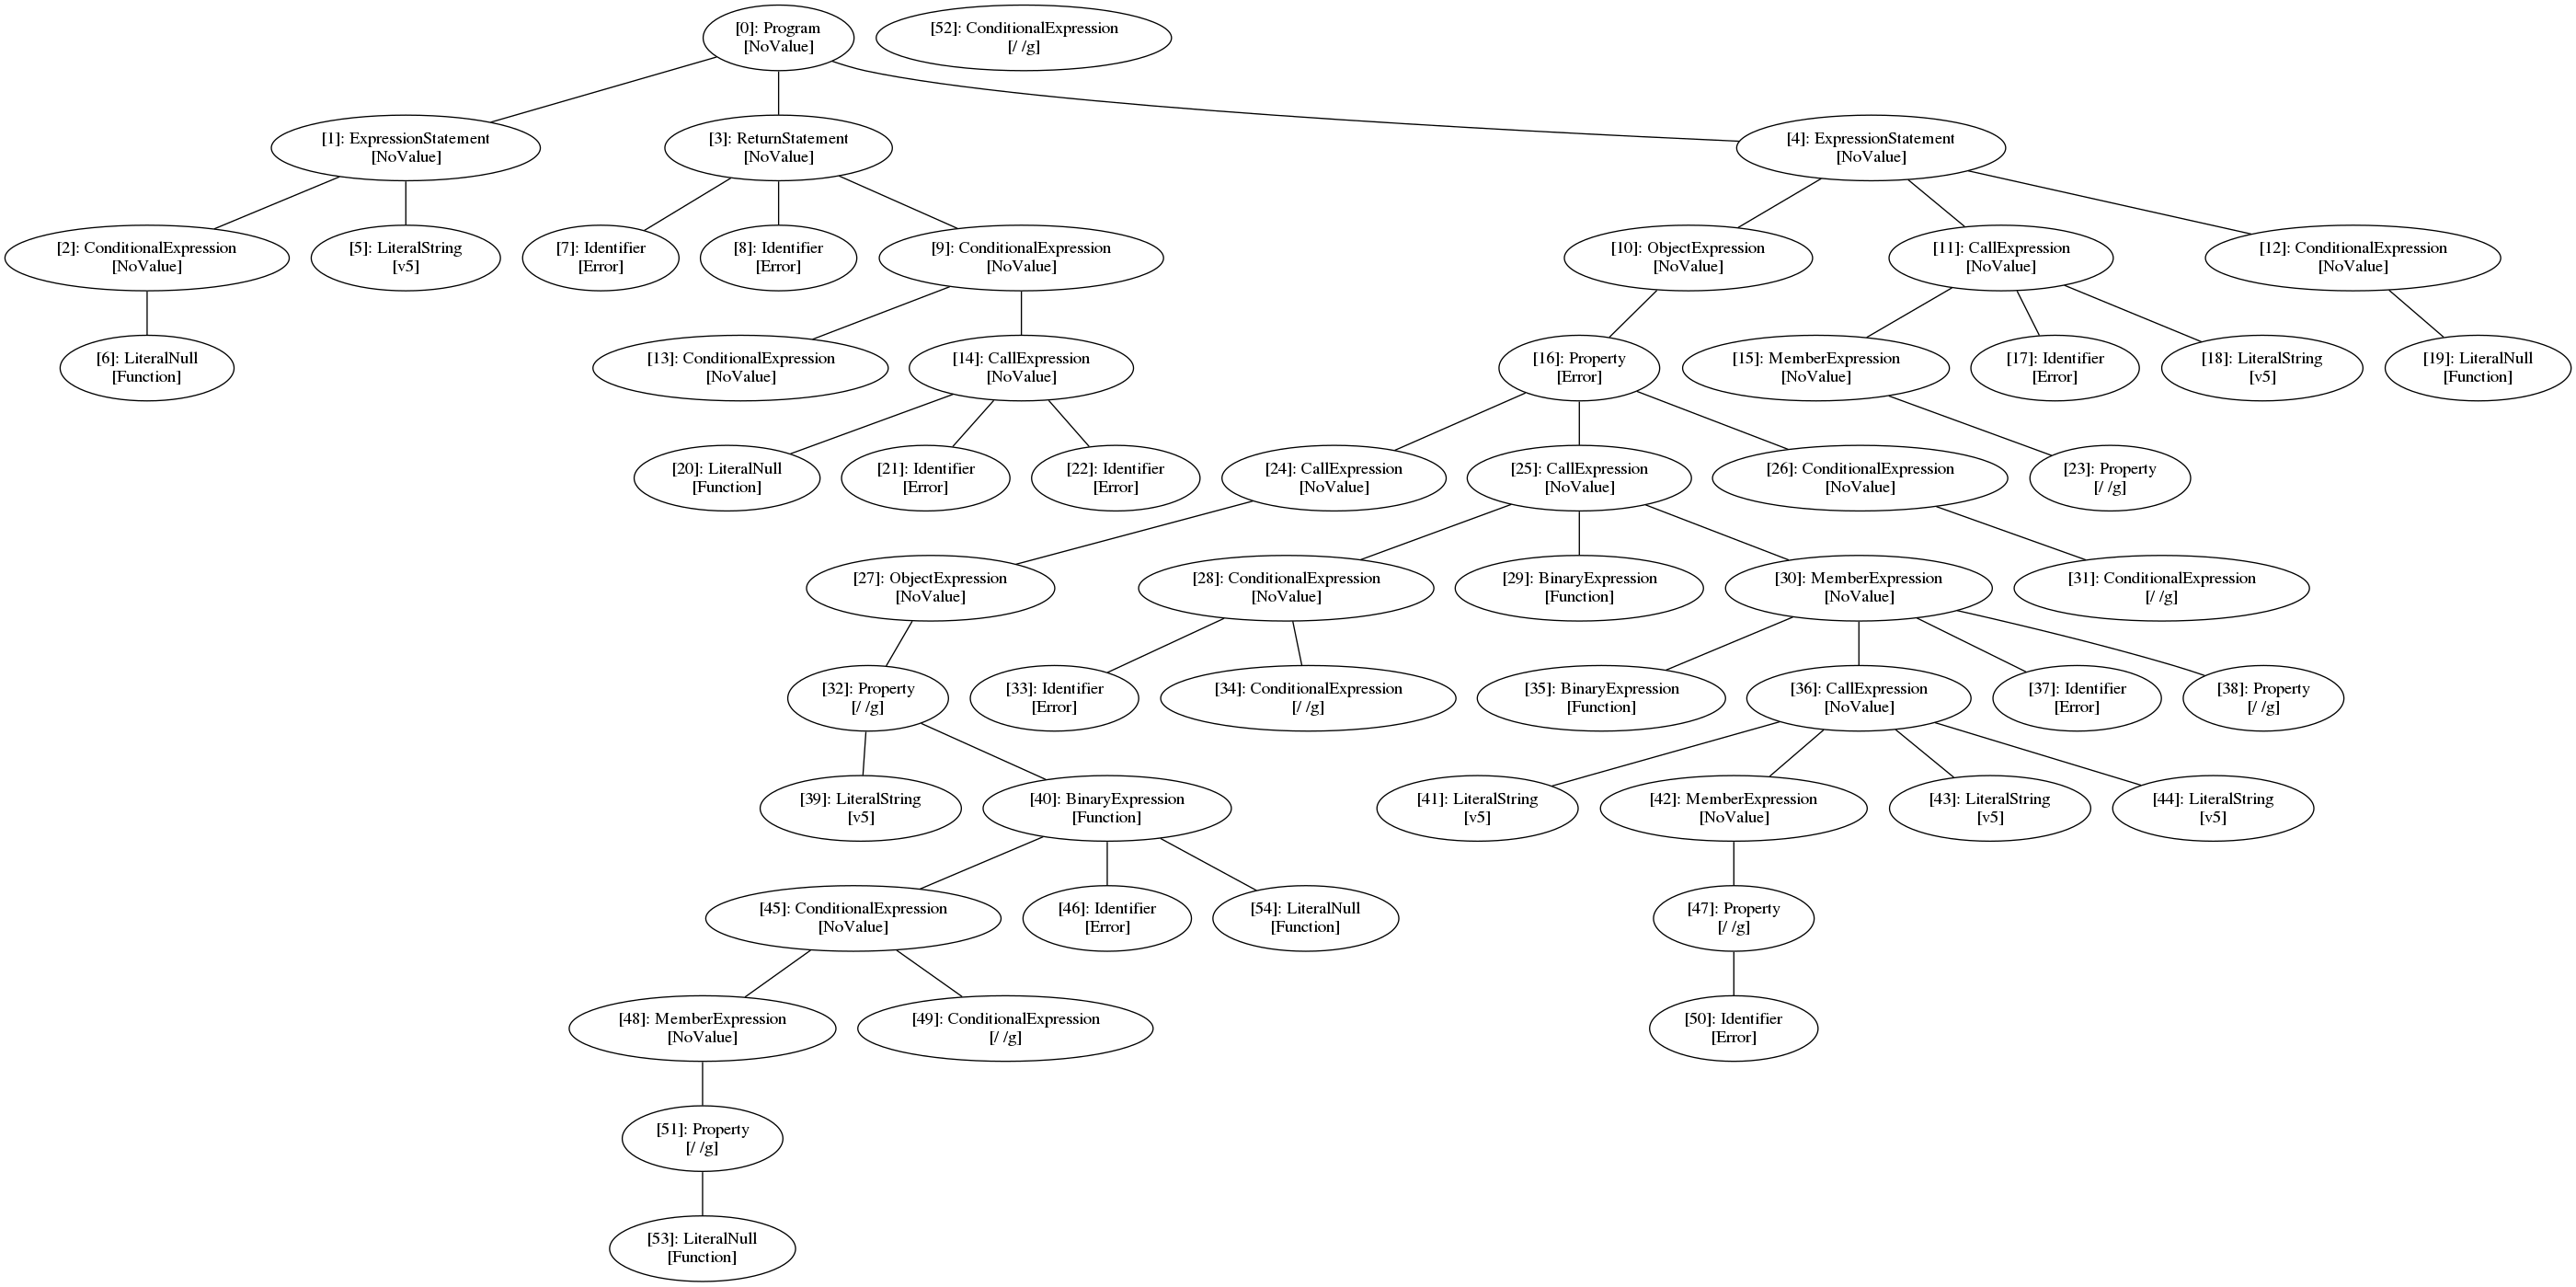 [0]: Program
[NoValue]
[52]: ConditionalExpression
[/ /g]
[1]: ExpressionStatement
[NoValue]
[3]: ReturnStatement
[NoValue]
[4]: ExpressionStatement
[NoValue]
[2]: ConditionalExpression
[NoValue]
[5]: LiteralString
[v5]
[7]: Identifier
[Error]
[8]: Identifier
[Error]
[9]: ConditionalExpression
[NoValue]
[10]: ObjectExpression
[NoValue]
[11]: CallExpression
[NoValue]
[12]: ConditionalExpression
[NoValue]
[6]: LiteralNull
[Function]
[13]: ConditionalExpression
[NoValue]
[14]: CallExpression
[NoValue]
[16]: Property
[Error]
[15]: MemberExpression
[NoValue]
[17]: Identifier
[Error]
[18]: LiteralString
[v5]
[19]: LiteralNull
[Function]
[20]: LiteralNull
[Function]
[21]: Identifier
[Error]
[22]: Identifier
[Error]
[24]: CallExpression
[NoValue]
[25]: CallExpression
[NoValue]
[26]: ConditionalExpression
[NoValue]
[23]: Property
[/ /g]
[27]: ObjectExpression
[NoValue]
[28]: ConditionalExpression
[NoValue]
[29]: BinaryExpression
[Function]
[30]: MemberExpression
[NoValue]
[31]: ConditionalExpression
[/ /g]
[32]: Property
[/ /g]
[33]: Identifier
[Error]
[34]: ConditionalExpression
[/ /g]
[35]: BinaryExpression
[Function]
[36]: CallExpression
[NoValue]
[37]: Identifier
[Error]
[38]: Property
[/ /g]
[39]: LiteralString
[v5]
[40]: BinaryExpression
[Function]
[41]: LiteralString
[v5]
[42]: MemberExpression
[NoValue]
[43]: LiteralString
[v5]
[44]: LiteralString
[v5]
[45]: ConditionalExpression
[NoValue]
[46]: Identifier
[Error]
[54]: LiteralNull
[Function]
[47]: Property
[/ /g]
[48]: MemberExpression
[NoValue]
[49]: ConditionalExpression
[/ /g]
[50]: Identifier
[Error]
[51]: Property
[/ /g]
[53]: LiteralNull
[Function]